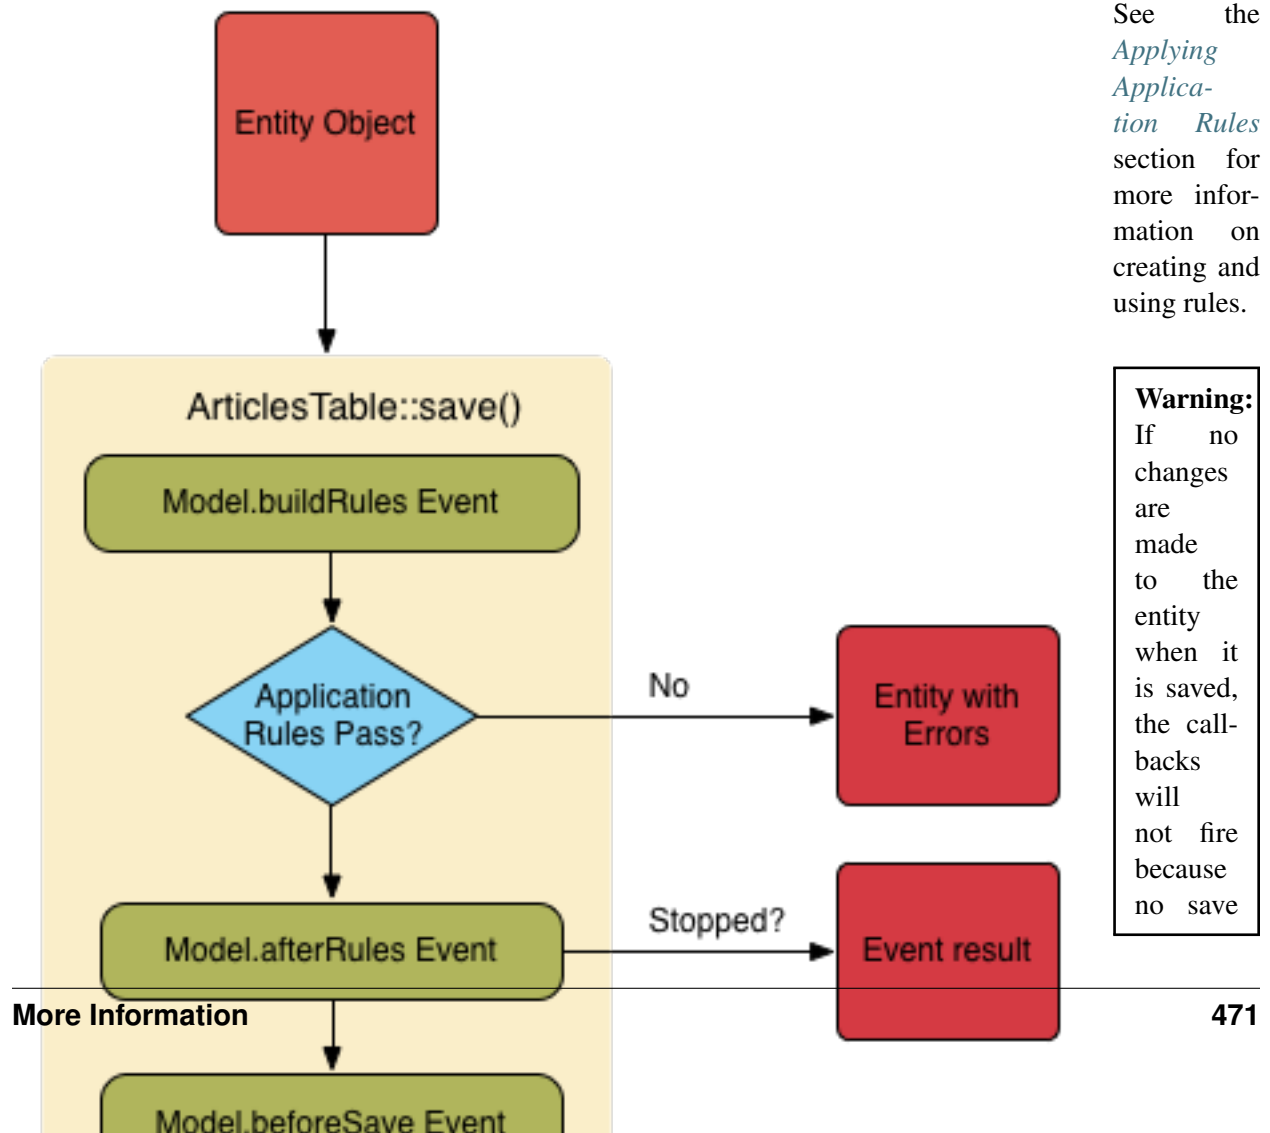 Entity Object
ArticlesTable::save()
Model.buildRules Event
Application
Rules Pass?
No
Entity with
Errors
Model.afterRules Event
Stopped?
Event result
Model.beforeSave Event
See the
Applying
Applica-
tion Rules
section for
more infor-
mation on
creating and
using rules.
Warning:
If no
changes
are
made
to the
entity
when it
is saved,
the call-
backs
will
not fire
because
no save
More Information
471